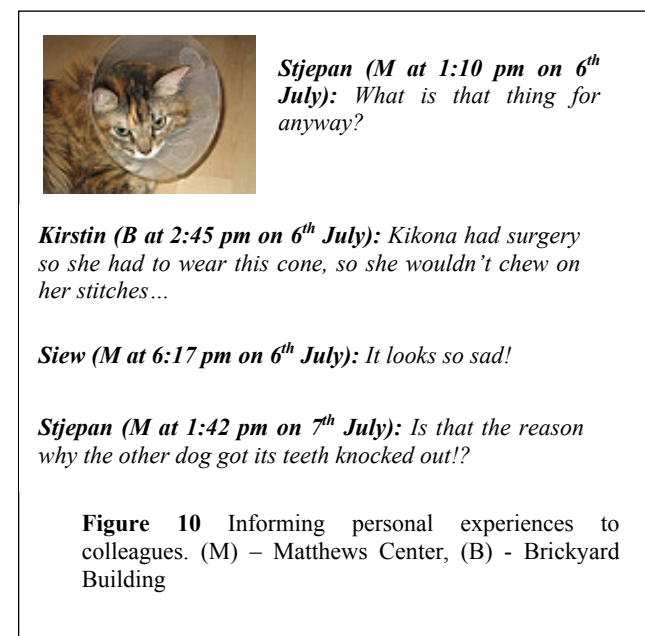 Stjepan (M at 1:10 pm on 6th
July): What is that thing for
anyway?
Kirstin (B at 2:45 pm on 6th July): Kikona had surgery
so she had to wear this cone, so she wouldn’t chew on
her stitches…
Siew (M at 6:17 pm on 6th July): It looks so sad!
Stjepan (M at 1:42 pm on 7th July): Is that the reason
why the other dog got its teeth knocked out!?
Figure 10 Informing personal experiences to
colleagues. (M) – Matthews Center, (B) - Brickyard
Building